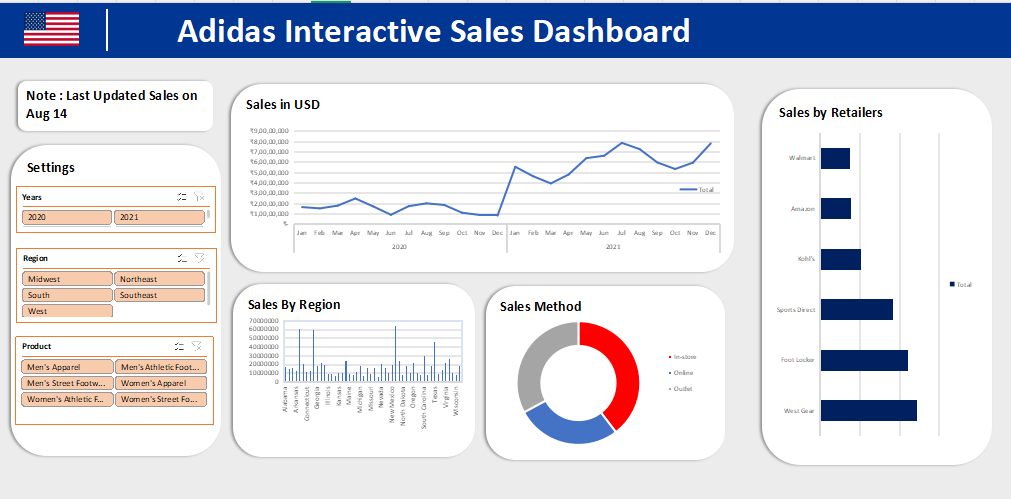 Adidas Interactive Sales Dashboard
Note : Last Updated Sales on
Aug 14
Settings
Years
2020
2021
Region
Midwest
Northeast
South
Southeast
West
Product
Men's Apparel
Men's Athletic Foot...
Men's Street Footw...
Women's Apparel
Women's Athletic F...
Women's Street Fo...
Sales in USD
₹9,00,00,000
₹8,00,00,000
₹7,00,00,000
₹6,00,00,000
₹5,00,00,000
₹4,00,00,000
₹3,00,00,000
₹2,00,00,000
₹1,00,00,000
₹-
Total
Jan Feb Mar Apr May Jun Jul Aug Sep Oct Nov Dec Jan Feb Mar Apr May Jun Jul Aug Sep Oct Nov Dec
2020 2021
Sales By Region
70000000
60000000
50000000
40000000
30000000
20000000
10000000
0
Alabama
Arkansas
Connecticut
Georgia
Illinois
Kansas
Maine
Michigan
Missouri
Nevada
New Mexico
North Dakota
Oregon
South Carolina
Texas
Virginia
Wisconsin
Sales Method
In-store
Online
Outlet
Sales by Retailers
Walmart
Amazon
Kohl's
Sports Direct
Foot Locker
West Gear
Total